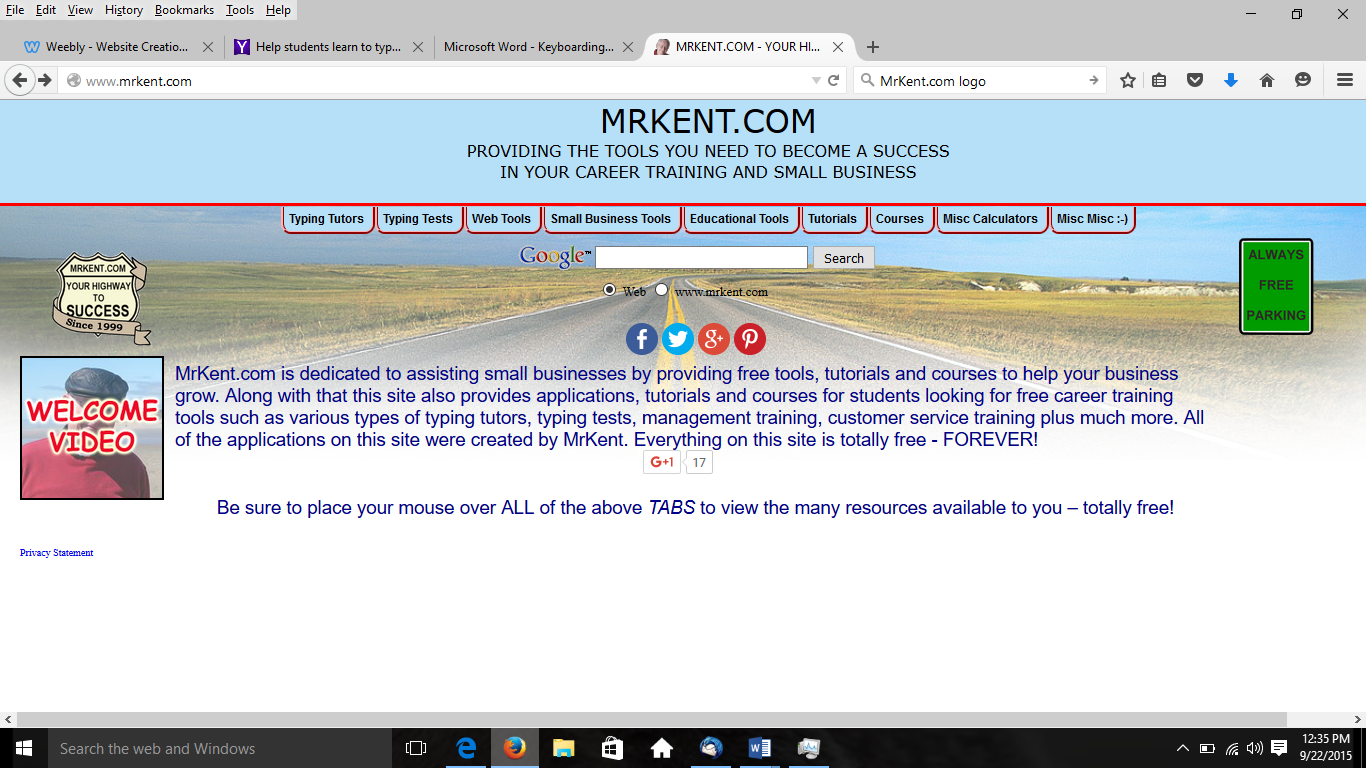 File Edit View History Bookmarks Tools Help
Weebly - Website Creatio... Help students learn to typ... Microsoft Word - Keyboarding... MRKENT.COM - YOUR HI...
www.mrkent.com MrKent.com logo
MRKENT.COM
PROVIDING THE TOOLS YOU NEED TO BECOME A SUCCESS
IN YOUR CAREER TRAINING AND SMALL BUSINESS
Typing Tutors Typing Tests Web Tools Small Business Tools Educational Tools Tutorials Courses Misc Calculators Misc Misc :-)
MRKENT.COM
YOUR HIGHWAY
TO
SUCCESS
Since 1999
Google™ Search
Web www.mrkent.com
ALWAYS
FREE
PARKING
WELCOME
VIDEO
MrKent.com is dedicated to assisting small businesses by providing free tools, tutorials and courses to help your business
grow. Along with that this site also provides applications, tutorials and courses for students looking for free career training
tools such as various types of typing tutors, typing tests, management training, customer service training plus much more. All
of the applications on this site were created by MrKent. Everything on this site is totally free - FOREVER!
G+1 17
Be sure to place your mouse over ALL of the above TABS to view the many resources available to you – totally free!
Privacy Statement
Search the web and Windows
12:35 PM
9/22/2015